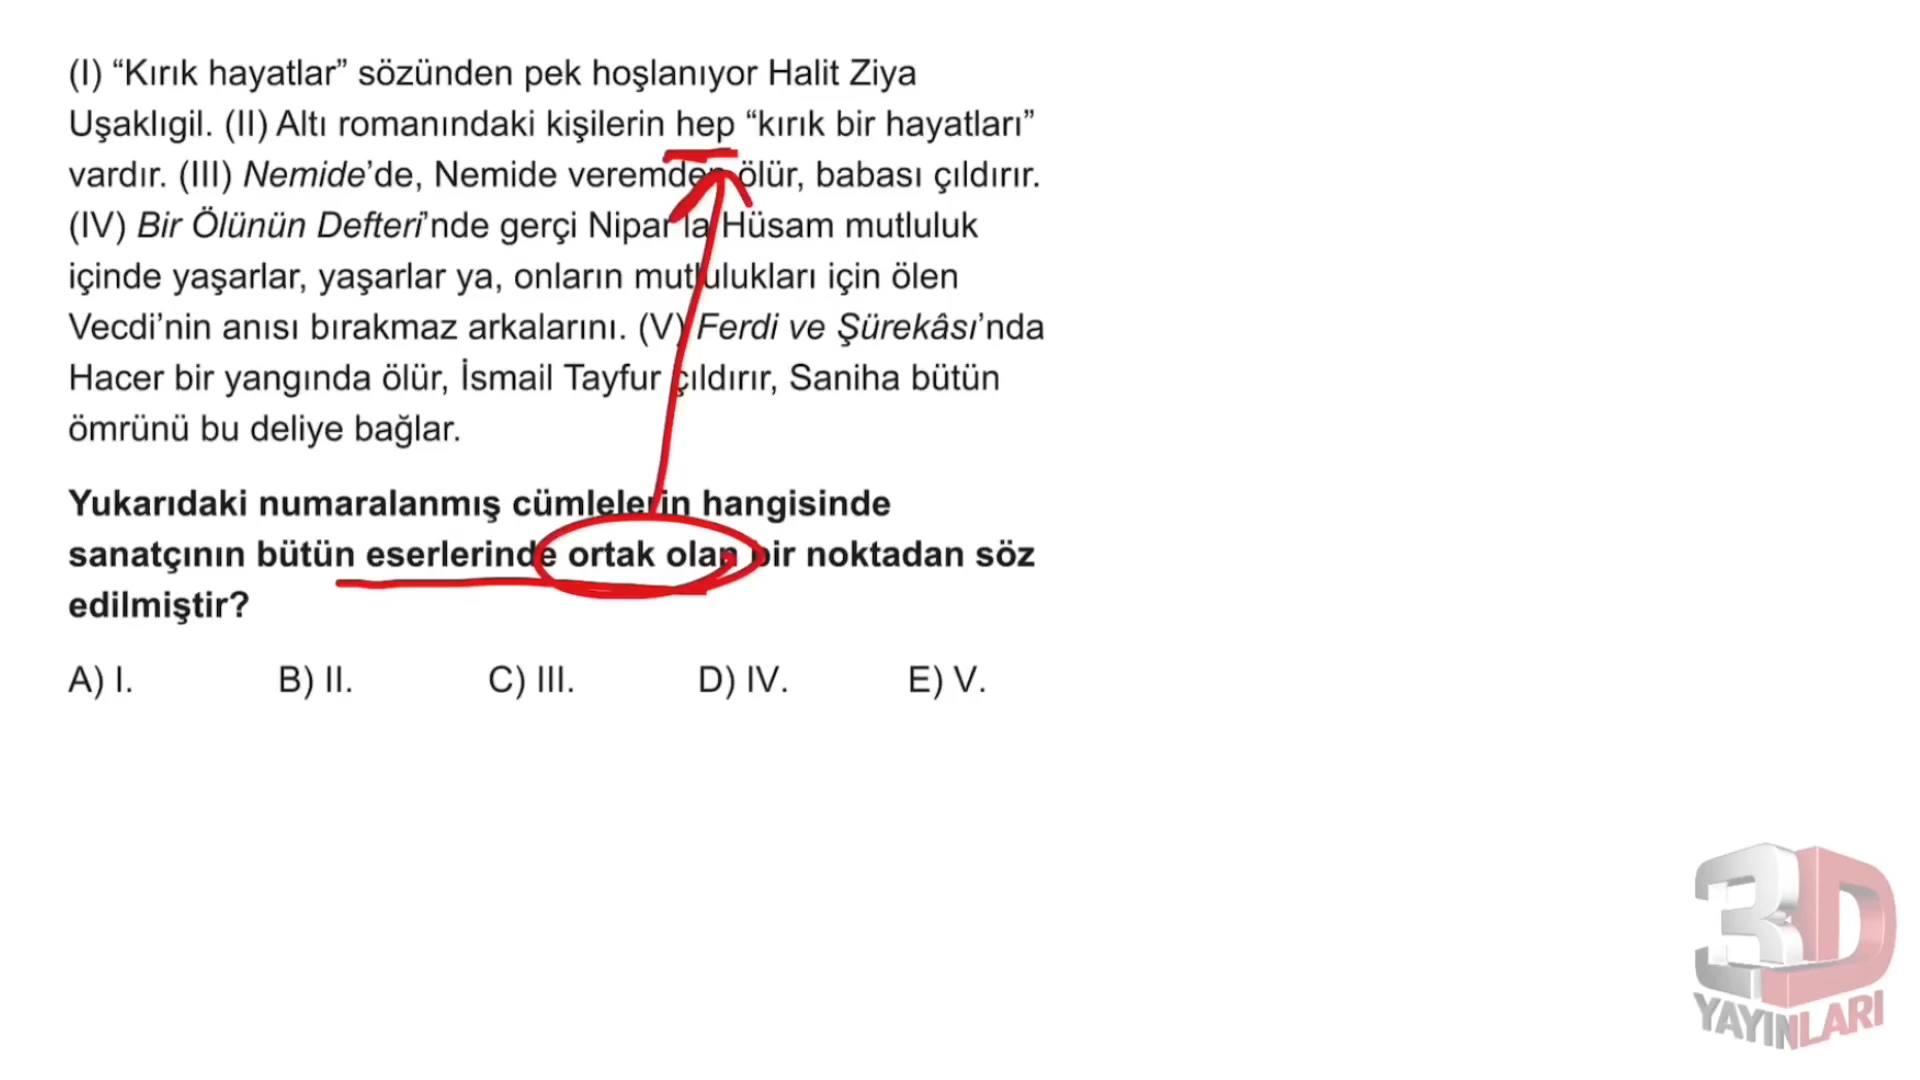 (I) “Kırık hayatlar” sözünden pek hoşlanıyor Halit Ziya
Uşaklıgil. (II) Altı romanındaki kişilerin hep “kırık bir hayatları”
vardır. (III) Nemide’de, Nemide veremden ölür, babası çıldırır.
(IV) Bir Ölünün Defteri’nde gerçi Nipar’la Hüsam mutluluk
içinde yaşarlar, yaşarlar ya, onların mutlulukları için ölen
Vecdi’nin anısı bırakmaz arkalarını. (V) Ferdi ve Şürekâsı’nda
Hacer bir yangında ölür, İsmail Tayfur çıldırır, Saniha bütün
ömrünü bu deliye bağlar.
Yukarıdaki numaralanmış cümlelerin hangisinde
sanatçının bütün eserlerinde ortak olan bir noktadan söz
edilmiştir?
A) I. B) II. C) III. D) IV. E) V.
3D
YAYINLARI